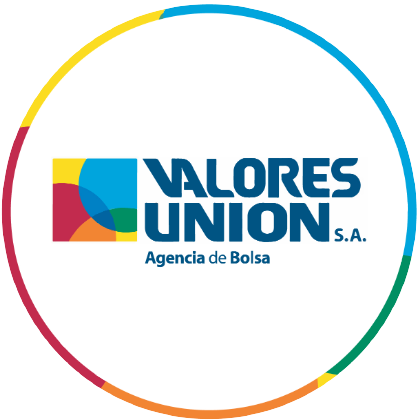 VALORES
UNION S.A.
Agencia de Bolsa